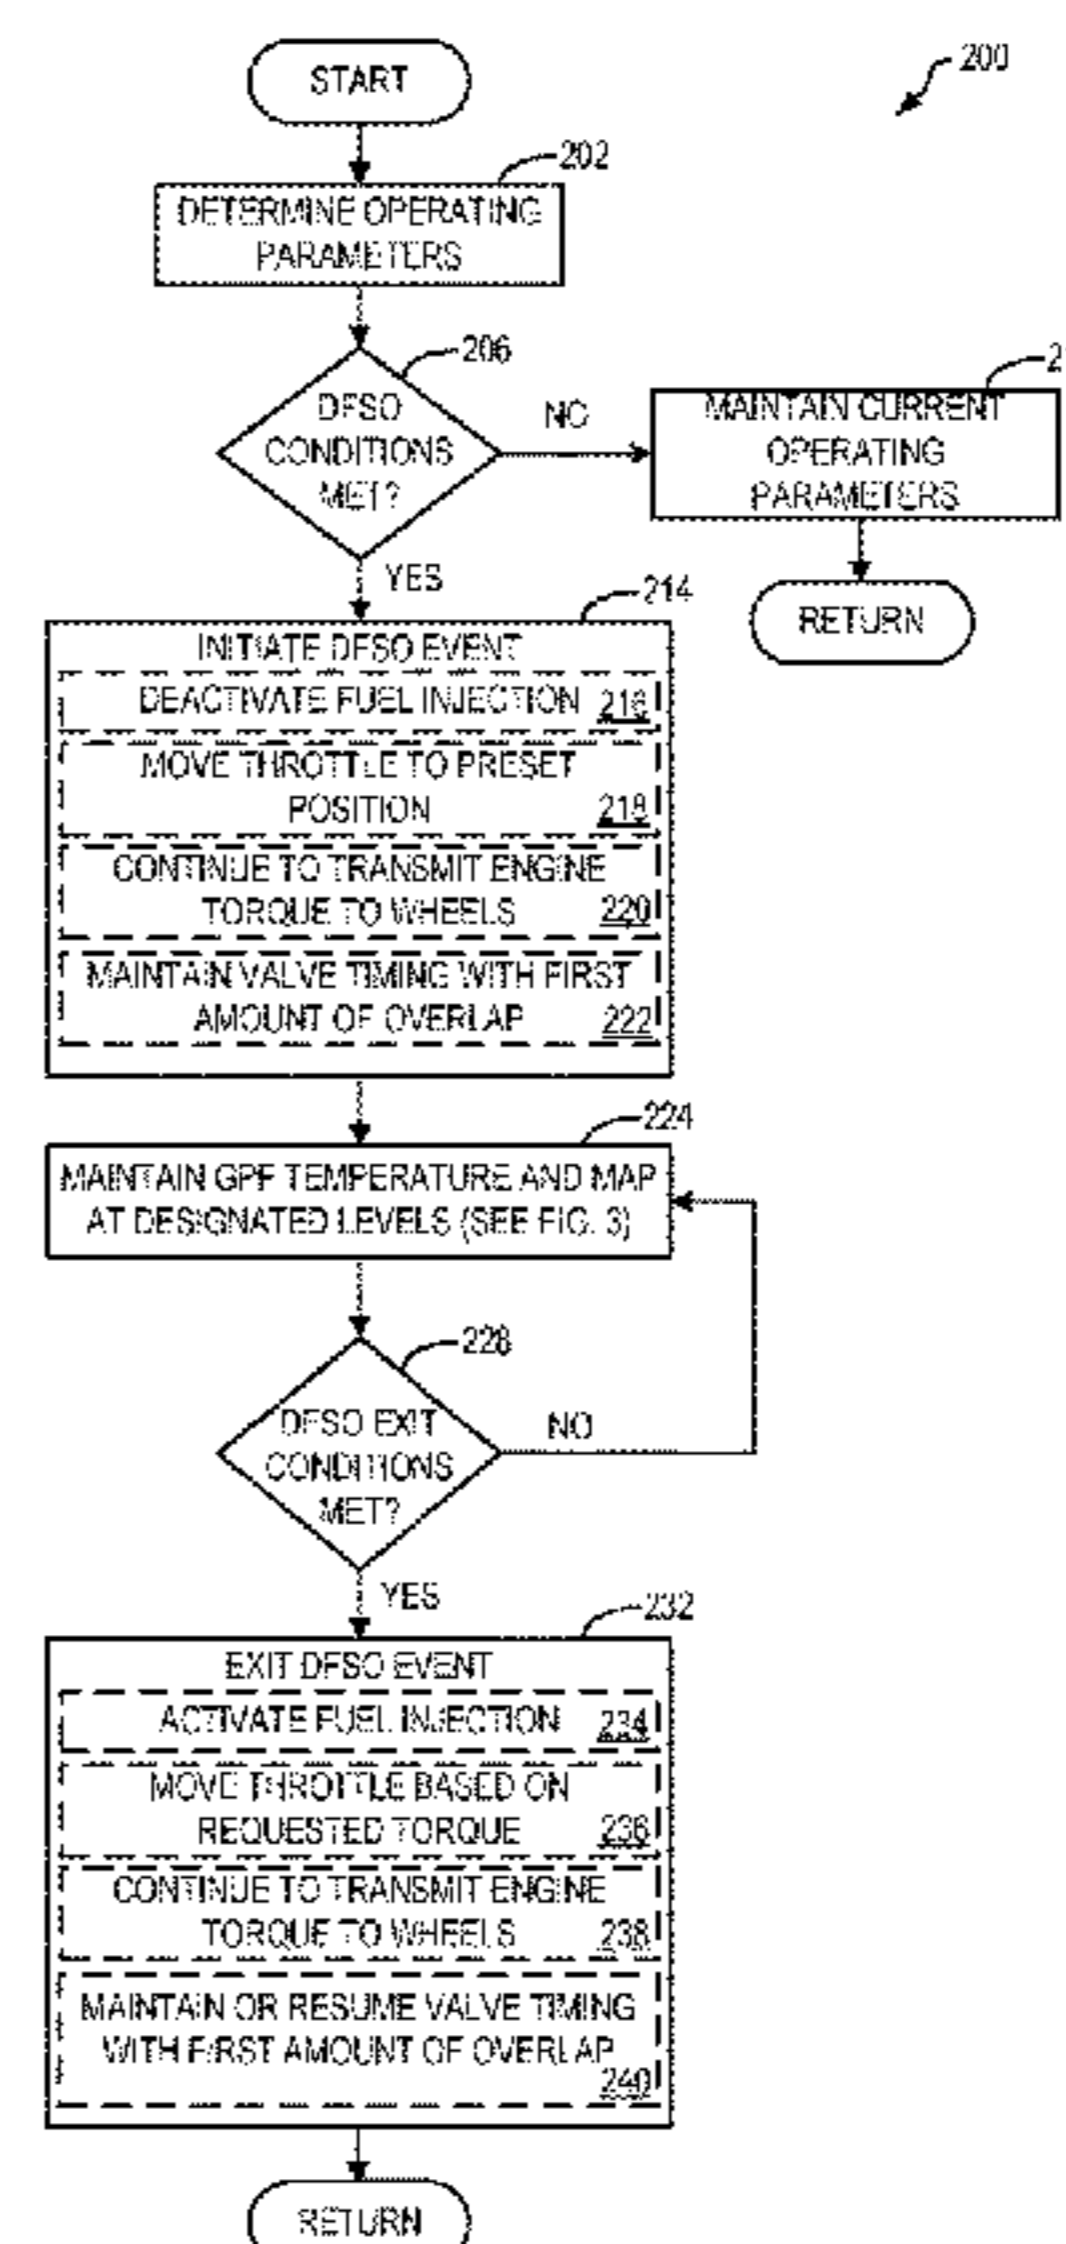 START
200
202
DETERMINE OPERATING
PARAMETERS
206
DFSO
CONDITIONS
MET?
NO
MAINTAIN CURRENT
OPERATING
PARAMETERS
RETURN
YES
214
INITIATE DFSO EVENT
DEACTIVATE FUEL INJECTION 216
MOVE THROTTLE TO PRESET
POSITION 218
CONTINUE TO TRANSMIT ENGINE
TORQUE TO WHEELS 220
MAINTAIN VALVE TIMING WITH FIRST
AMOUNT OF OVERLAP 222
224
MAINTAIN GPF TEMPERATURE AND MAP
AT DESIGNATED LEVELS (SEE FIG. 3)
228
DFSO EXIT
CONDITIONS
MET?
NO
YES
232
EXIT DFSO EVENT
ACTIVATE FUEL INJECTION 234
MOVE THROTTLE BASED ON
REQUESTED TORQUE 236
CONTINUE TO TRANSMIT ENGINE
TORQUE TO WHEELS 238
MAINTAIN OR RESUME VALVE TIMING
WITH FIRST AMOUNT OF OVERLAP
240
RETURN